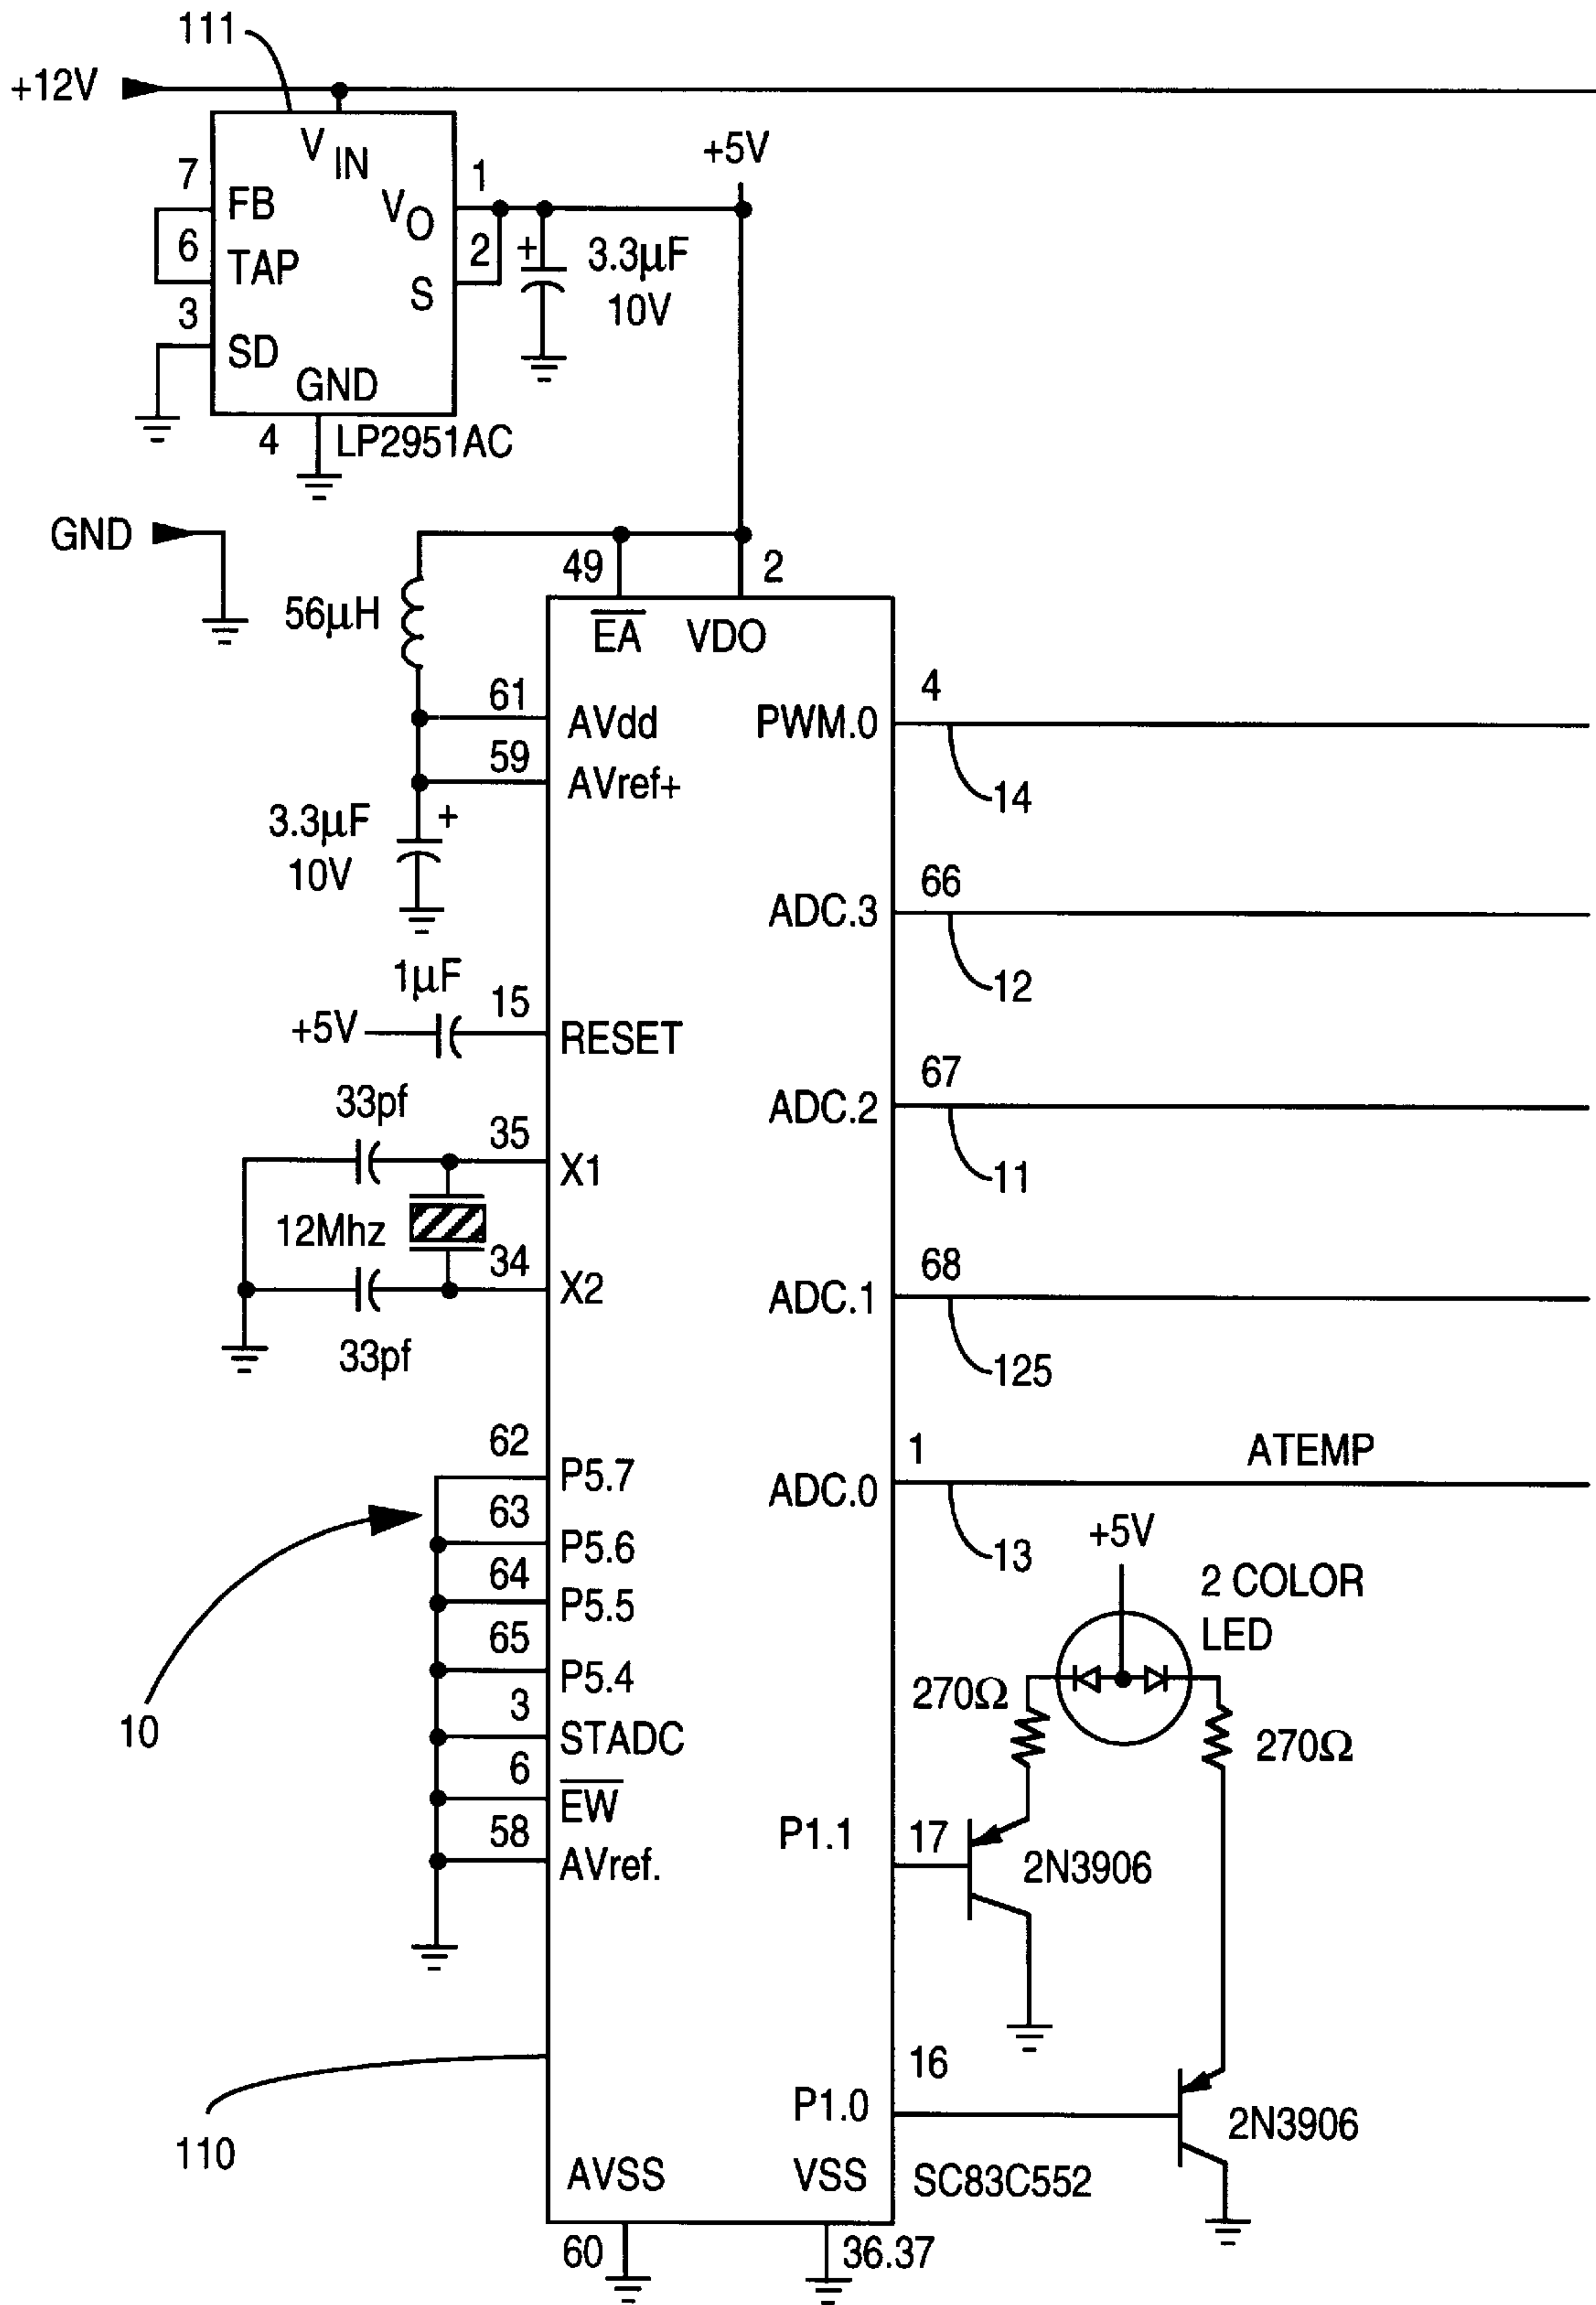 111
+12V
V IN
7
FB
6
TAP
3
SD
GND
4
LP2951AC
1
VO
2
S
+
3.3µF
10V
+5V
GND
56µH
49
2
EA
VDO
61
AVdd
59
AVref+
3.3µF
10V
+
1µF
+5V
15
RESET
33pf
35
X1
12Mhz
34
X2
33pf
62
P5.7
63
P5.6
64
P5.5
65
P5.4
3
STADC
6
EW
58
AVref.
10
110
PWM.0
4
14
ADC.3
66
12
ADC.2
67
11
ADC.1
68
125
ADC.0
1
ATEMP
13
+5V
2 COLOR
LED
270Ω
270Ω
P1.1
17
2N3906
16
P1.0
2N3906
AVSS
VSS
SC83C552
60
36.37